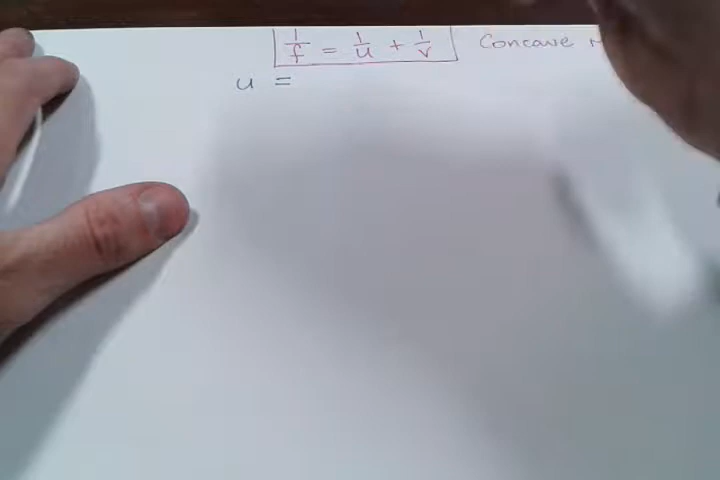 1/f = 1/u + 1/v Concave
u =